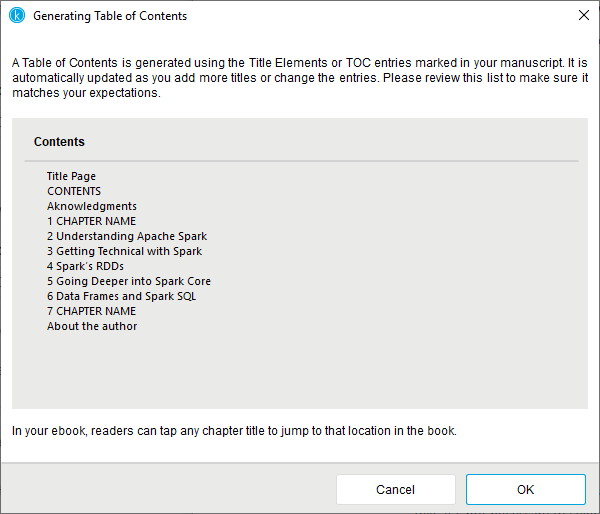 Generating Table of Contents
A Table of Contents is generated using the Title Elements or TOC entries marked in your manuscript. It is
automatically updated as you add more titles or change the entries. Please review this list to make sure it
matches your expectations.
Contents
Title Page
CONTENTS
Aknowledgments
1 CHAPTER NAME
2 Understanding Apache Spark
3 Getting Technical with Spark
4 Spark´s RDDs
5 Going Deeper into Spark Core
6 Data Frames and Spark SQL
7 CHAPTER NAME
About the author
In your ebook, readers can tap any chapter title to jump to that location in the book.
Cancel OK